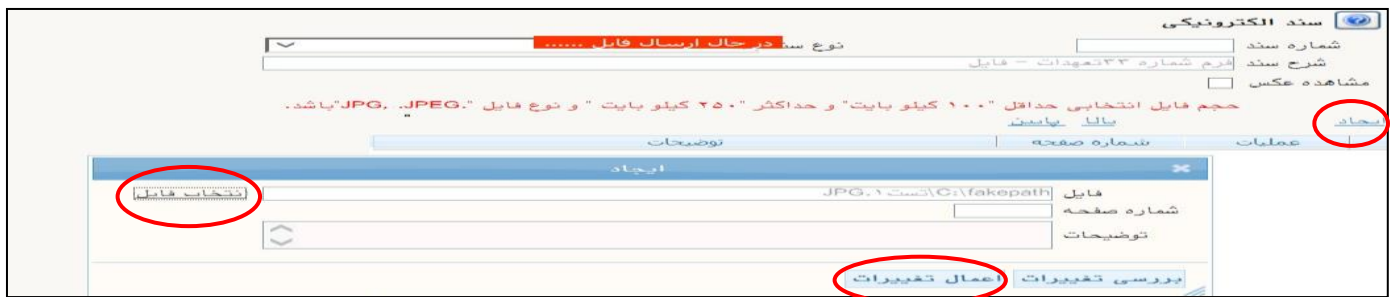 سند الکترونیکی
شماره سند نوع سند در حال ارسال فایل ......
شرح سند فرم شماره ۳۳تعهدات - فایل
مشاهده عکس
حجم فایل انتخابی حداقل "۱۰۰ کیلو بایت" و حداکثر "۲۵۰ کیلو بایت " و نوع فایل "JPG, .JPEG."باشد.
ایجاد بالا پایین
عملیات شماره صفحه توضیحات
ایجاد
فایل C:\fakepath\تست۱.JPG انتخاب فایل
شماره صفحه
توضیحات
بررسی تغییرات اعمال تغییرات